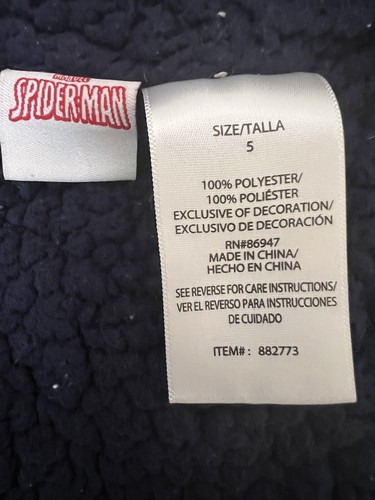 SPIDER-MAN
SIZE/TALLA
5
100% POLYESTER/
100% POLIÉSTER
EXCLUSIVE OF DECORATION/
EXCLUSIVO DE DECORACIÓN
RN#86947
MADE IN CHINA/
HECHO EN CHINA
SEE REVERSE FOR CARE INSTRUCTIONS/
VER EL REVERSO PARA INSTRUCCIONES
DE CUIDADO
ITEM#: 882773